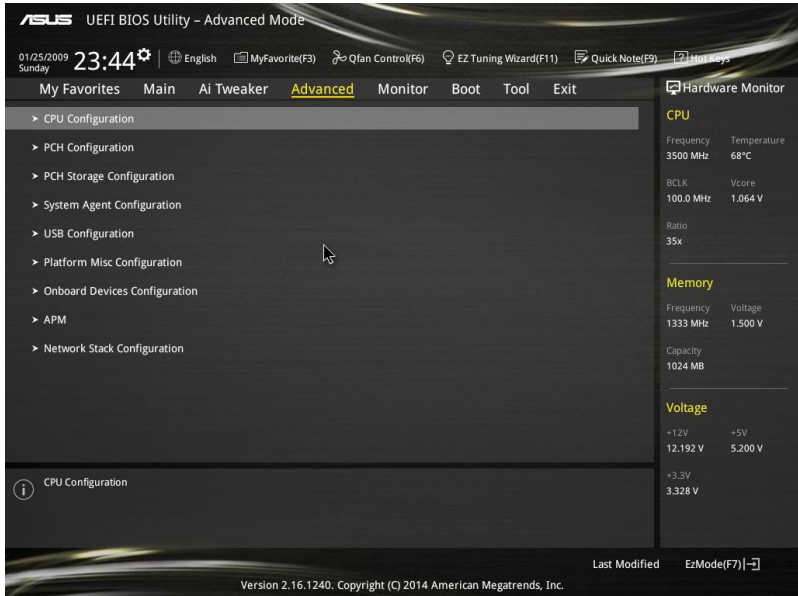 ASUS UEFI BIOS Utility – Advanced Mode
01/25/2009
Sunday
23:44
English
MyFavorite(F3)
Qfan Control(F6)
EZ Tuning Wizard(F11)
Quick Note(F9)
? Hot Keys
My Favorites
Main
Ai Tweaker
Advanced
Monitor
Boot
Tool
Exit
> CPU Configuration
> PCH Configuration
> PCH Storage Configuration
> System Agent Configuration
> USB Configuration
> Platform Misc Configuration
> Onboard Devices Configuration
> APM
> Network Stack Configuration
i CPU Configuration
Hardware Monitor
CPU
Frequency Temperature
3500 MHz 68°C
BCLK Vcore
100.0 MHz 1.064 V
Ratio
35x
Memory
Frequency Voltage
1333 MHz 1.500 V
Capacity
1024 MB
Voltage
+12V +5V
12.192 V 5.200 V
+3.3V
3.328 V
Last Modified
EzMode(F7)
Version 2.16.1240. Copyright (C) 2014 American Megatrends, Inc.